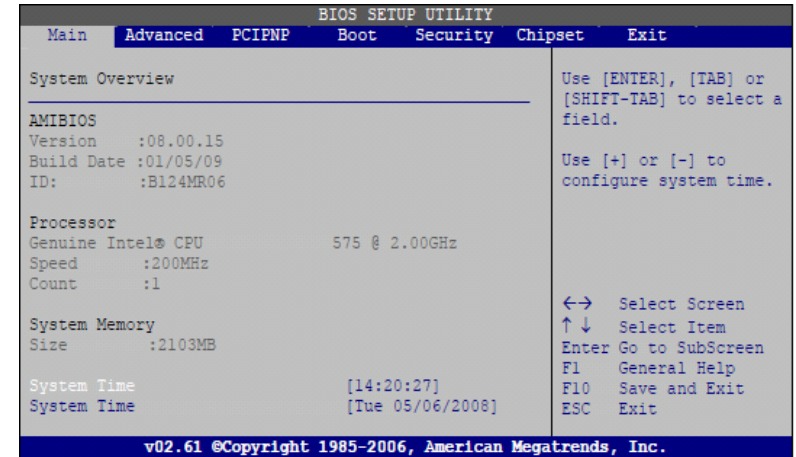 BIOS SETUP UTILITY
Main Advanced PCIPNP Boot Security Chipset Exit
System Overview
AMIBIOS
Version :08.00.15
Build Date :01/05/09
ID: :B124MR06
Processor
Genuine Intel® CPU 575 @ 2.00GHz
Speed :200MHz
Count :1
System Memory
Size :2103MB
System Time [14:20:27]
System Time [Tue 05/06/2008]
Use [ENTER], [TAB] or
[SHIFT-TAB] to select a
field.
Use [+] or [-] to
configure system time.
←→ Select Screen
↑↓ Select Item
Enter Go to SubScreen
F1 General Help
F10 Save and Exit
ESC Exit
v02.61 ©Copyright 1985-2006, American Megatrends, Inc.